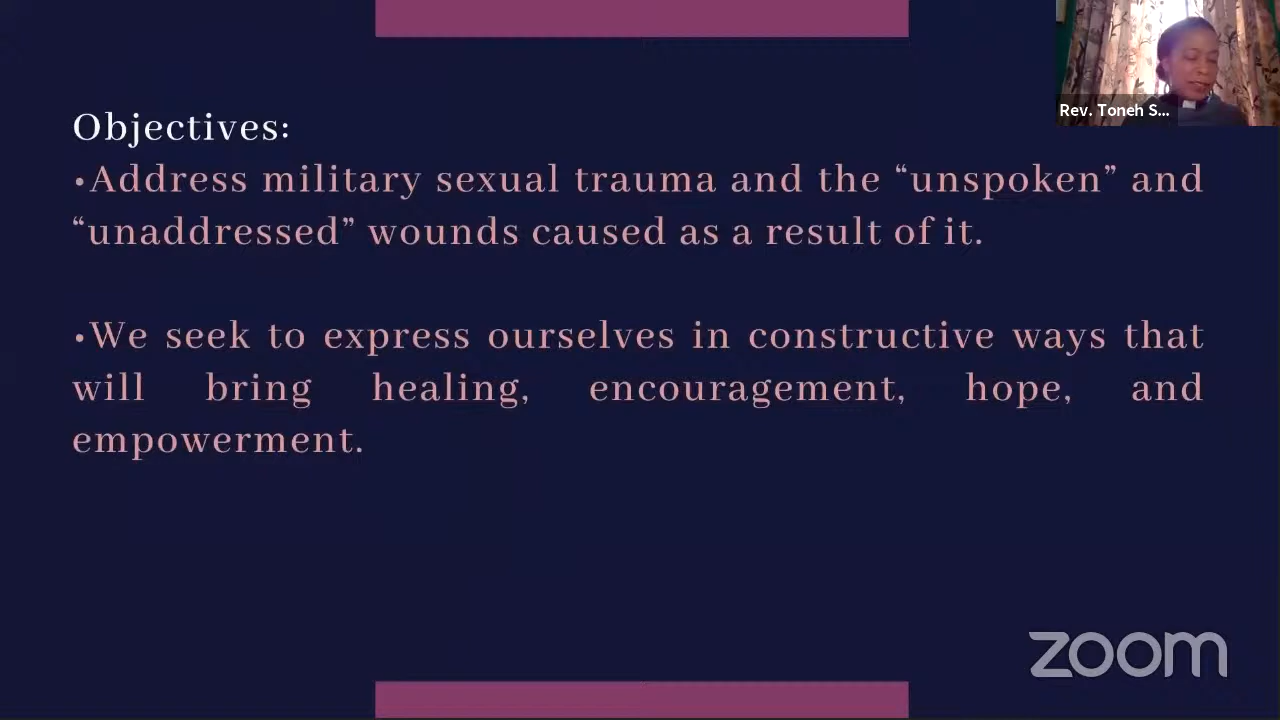 Rev. Toneh S...
Objectives:
•Address military sexual trauma and the “unspoken” and
“unaddressed” wounds caused as a result of it.
•We seek to express ourselves in constructive ways that
will bring healing, encouragement, hope, and
empowerment.
zoom